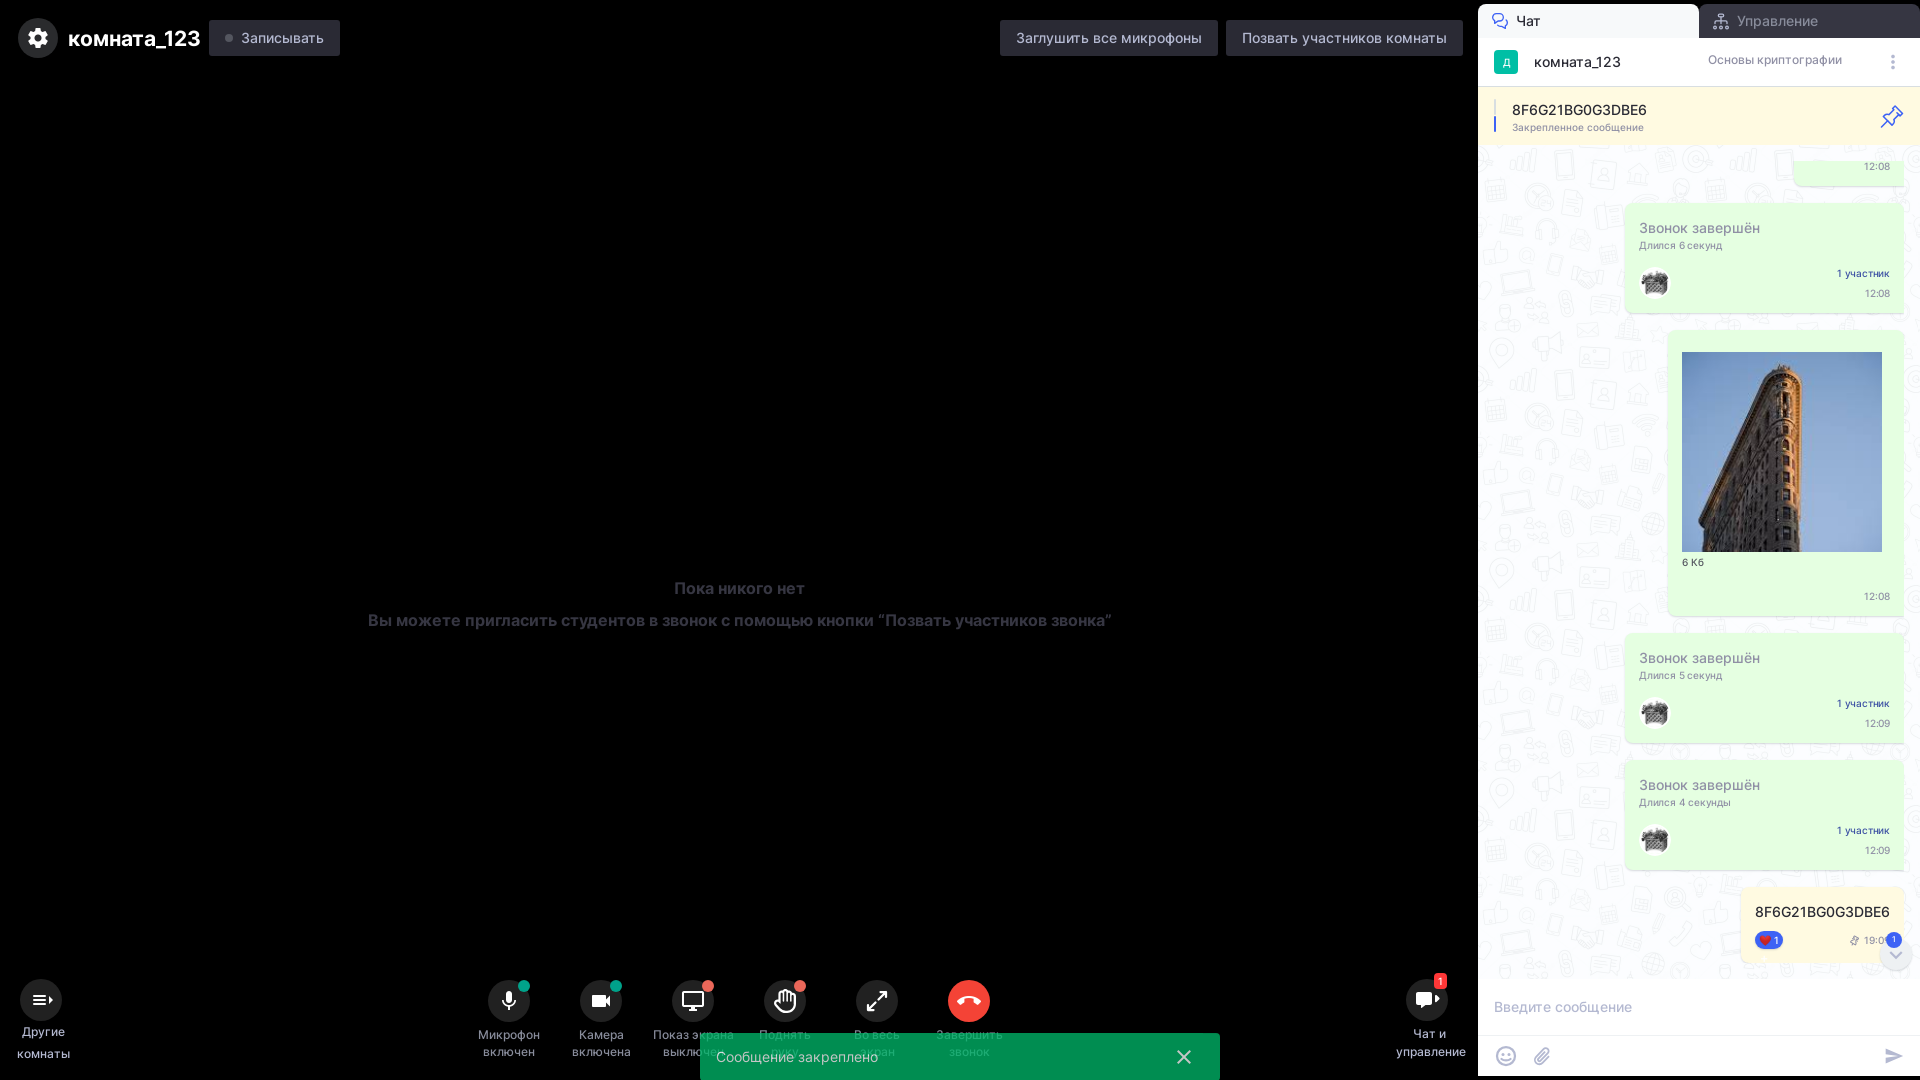 комната_123
Записывать
Заглушить все микрофоны
Позвать участников комнаты
Чат
Управление
Д
комната_123
Основы криптографии
8F6G21BG0G3DBE6
Закрепленное сообщение
12:08
Звонок завершён
Длился 6 секунд
1 участник
12:08
6 Кб
12:08
Звонок завершён
Длился 5 секунд
1 участник
12:09
Звонок завершён
Длился 4 секунды
1 участник
12:09
8F6G21BG0G3DBE6
1
1
Пока никого нет
Вы можете пригласить студентов в звонок с помощью кнопки “Позвать участников звонка”
Другие
комнаты
Микрофон
включен
Камера
включена
Показ экрана
выключен
Поднять
Во весь
экран
Завершить
звонок
1
Чат и
управление
Сообщение закреплено
Введите сообщение